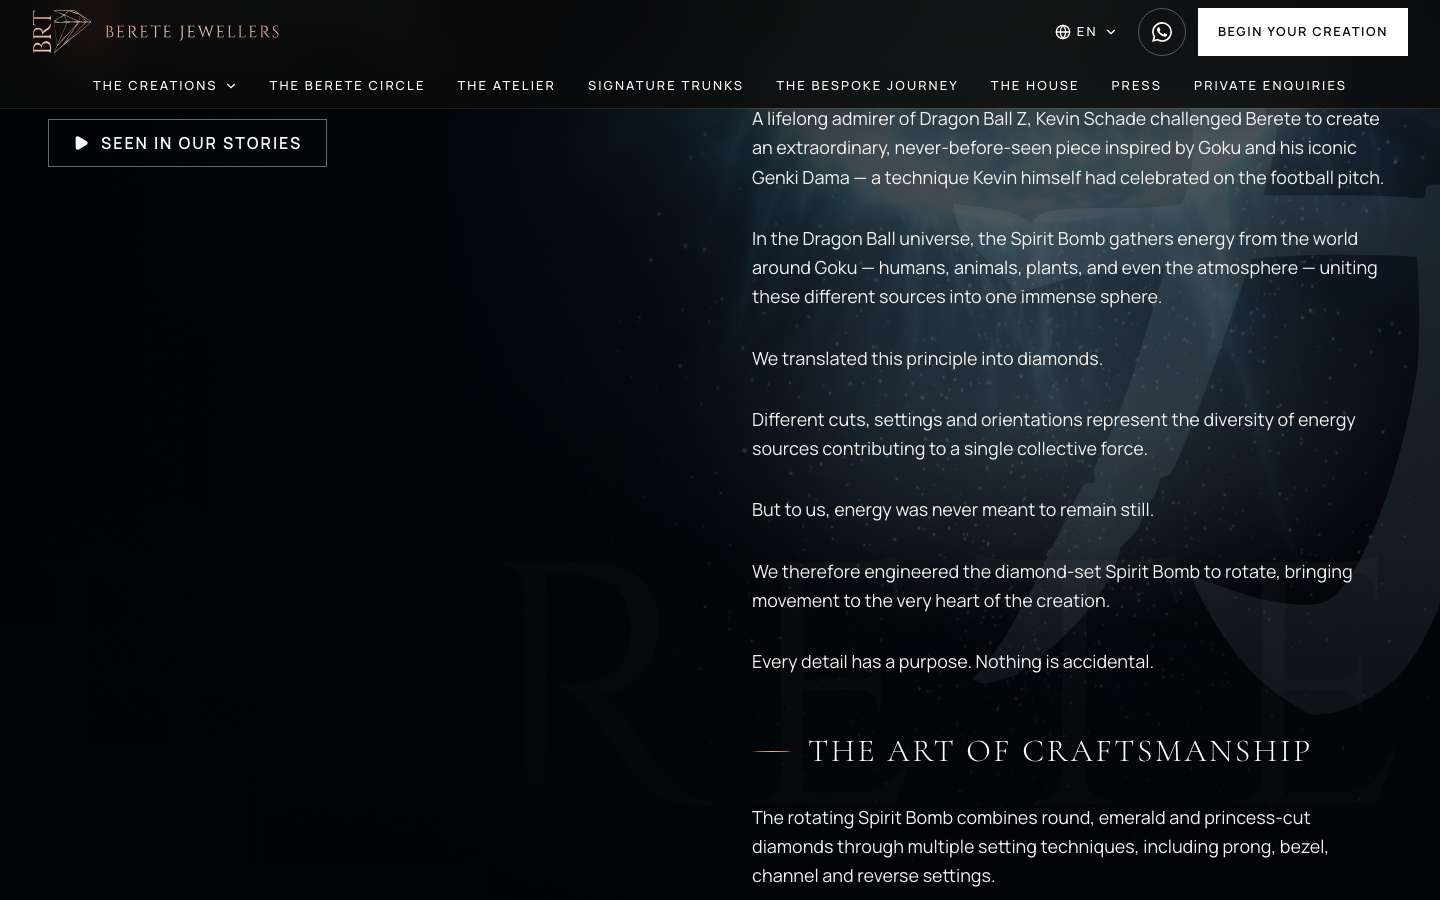 BRT
BERETE JEWELLERS
EN
BEGIN YOUR CREATION
THE CREATIONS
THE BERETE CIRCLE
THE ATELIER
SIGNATURE TRUNKS
THE BESPOKE JOURNEY
THE HOUSE
PRESS
PRIVATE ENQUIRIES
SEEN IN OUR STORIES
A lifelong admirer of Dragon Ball Z, Kevin Schade challenged Berete to create
an extraordinary, never-before-seen piece inspired by Goku and his iconic
Genki Dama — a technique Kevin himself had celebrated on the football pitch.
In the Dragon Ball universe, the Spirit Bomb gathers energy from the world
around Goku — humans, animals, plants, and even the atmosphere — uniting
these different sources into one immense sphere.
We translated this principle into diamonds.
Different cuts, settings and orientations represent the diversity of energy
sources contributing to a single collective force.
But to us, energy was never meant to remain still.
We therefore engineered the diamond-set Spirit Bomb to rotate, bringing
movement to the very heart of the creation.
Every detail has a purpose. Nothing is accidental.
THE ART OF CRAFTSMANSHIP
The rotating Spirit Bomb combines round, emerald and princess-cut
diamonds through multiple setting techniques, including prong, bezel,
channel and reverse settings.